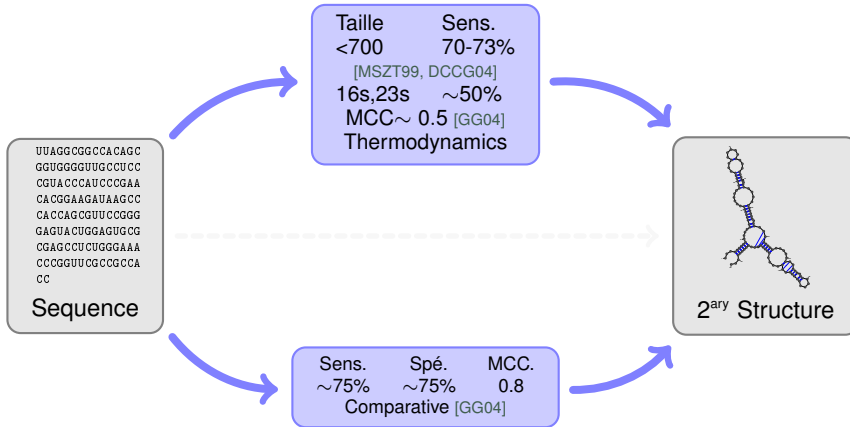 Taille Sens.
<700 70-73%
[MSZT99, DCCG04]
16s,23s ∼50%
MCC∼ 0.5 [GG04]
Thermodynamics
UUAGGCGGCCACAGC
GGUGGGGUUGCCUCC
CGUACCCAUCCCGAA
CACGGAAGAUAAGCC
CACCAGCGUUCCGGG
GAGUACUGGAGUGCG
CGAGCCUCUGGGAAA
CCCGGUUCGCCGCCA
CC
Sequence
2ary Structure
Sens. Spé. MCC.
∼75% ∼75% 0.8
Comparative [GG04]